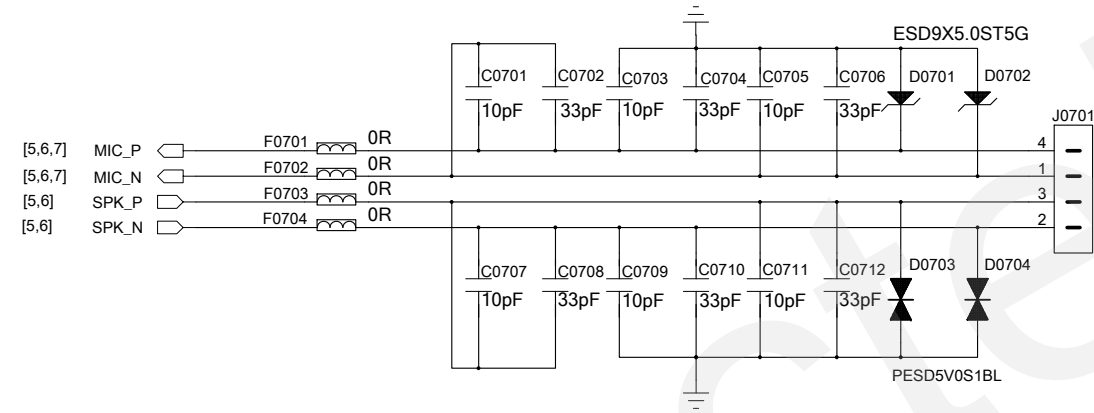 ESD9X5.0ST5G
C0701 C0702 C0703 C0704 C0705 C0706 D0701 D0702
10pF 33pF 10pF 33pF 10pF 33pF
J0701
[5,6,7] MIC_P F0701 0R 4
[5,6,7] MIC_N F0702 0R 1
[5,6] SPK_P F0703 0R 3
[5,6] SPK_N F0704 0R 2
C0707 C0708 C0709 C0710 C0711 C0712 D0703 D0704
10pF 33pF 10pF 33pF 10pF 33pF
PESD5V0S1BL